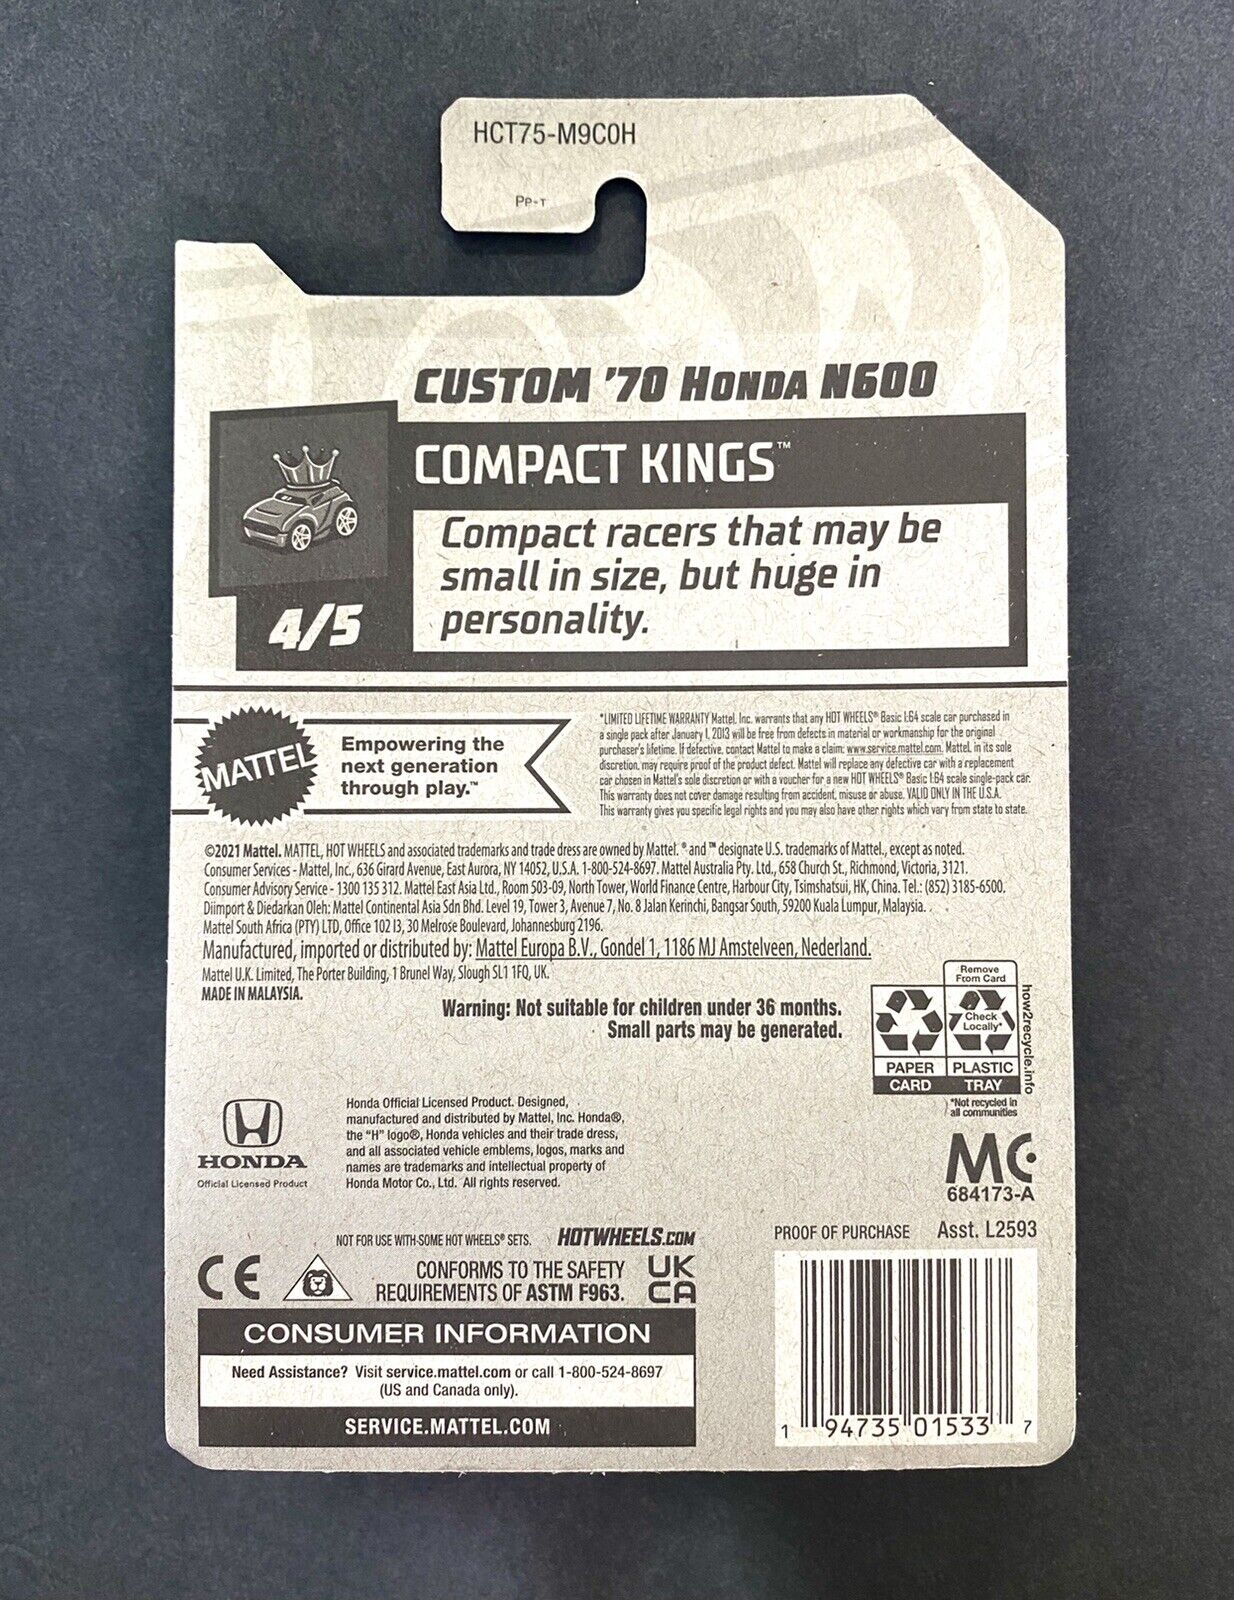 HCT75-M9C0H
PP-T
CUSTOM '70 HONDA N600
COMPACT KINGS™
Compact racers that may be
small in size, but huge in
personality.
4/5
MATTEL
Empowering the
next generation
through play.™
*LIMITED LIFETIME WARRANTY Mattel, Inc. warrants that any HOT WHEELS® Basic 1:64 scale car purchased in
a single pack after January 1, 2013 will be free from defects in material or workmanship for the original
purchaser's lifetime. If defective, contact Mattel to make a claim: www.service.mattel.com. Mattel, in its sole
discretion, may require proof of the product defect. Mattel will replace any defective car with a replacement
car chosen in Mattel's sole discretion or with a voucher for a new HOT WHEELS® Basic 1:64 scale single-pack car.
This warranty does not cover damage resulting from accident, misuse or abuse. VALID ONLY IN THE U.S.A.
This warranty gives you specific legal rights and you may also have other rights which vary from state to state.
©2021 Mattel. MATTEL, HOT WHEELS and associated trademarks and trade dress are owned by Mattel. ® and ™ designate U.S. trademarks of Mattel, except as noted.
Consumer Services - Mattel, Inc., 636 Girard Avenue, East Aurora, NY 14052, U.S.A. 1-800-524-8697. Mattel Australia Pty. Ltd., 658 Church St., Richmond, Victoria, 3121.
Consumer Advisory Service - 1300 135 312. Mattel East Asia Ltd., Room 503-09, North Tower, World Finance Centre, Harbour City, Tsimshatsui, HK, China. Tel.: (852) 3185-6500.
Diimport & Diedarkan Oleh: Mattel Continental Asia Sdn Bhd. Level 19, Tower 3, Avenue 7, No. 8 Jalan Kerinchi, Bangsar South, 59200 Kuala Lumpur, Malaysia.
Mattel South Africa (PTY) LTD, Office 102 I3, 30 Melrose Boulevard, Johannesburg 2196.
Manufactured, imported or distributed by: Mattel Europa B.V., Gondel 1, 1186 MJ Amstelveen, Nederland.
Mattel U.K. Limited, The Porter Building, 1 Brunel Way, Slough SL1 1FQ, UK.
MADE IN MALAYSIA.
Warning: Not suitable for children under 36 months.
Small parts may be generated.
Remove
From Card
Check
Locally*
PAPER
PLASTIC
CARD
TRAY
how2recycle.info
*Not recycled in
all communities
HONDA
Official Licensed Product
Honda Official Licensed Product. Designed,
manufactured and distributed by Mattel, Inc. Honda®,
the "H" logo®, Honda vehicles and their trade dress,
and all associated vehicle emblems, logos, marks and
names are trademarks and intellectual property of
Honda Motor Co., Ltd. All rights reserved.
MC
684173-A
NOT FOR USE WITH SOME HOT WHEELS® SETS.
HOTWHEELS.COM
PROOF OF PURCHASE
Asst. L2593
CE
CONFORMS TO THE SAFETY
REQUIREMENTS OF ASTM F963.
UK
CA
CONSUMER INFORMATION
Need Assistance? Visit service.mattel.com or call 1-800-524-8697
(US and Canada only).
SERVICE.MATTEL.COM
1 94735 01533 7